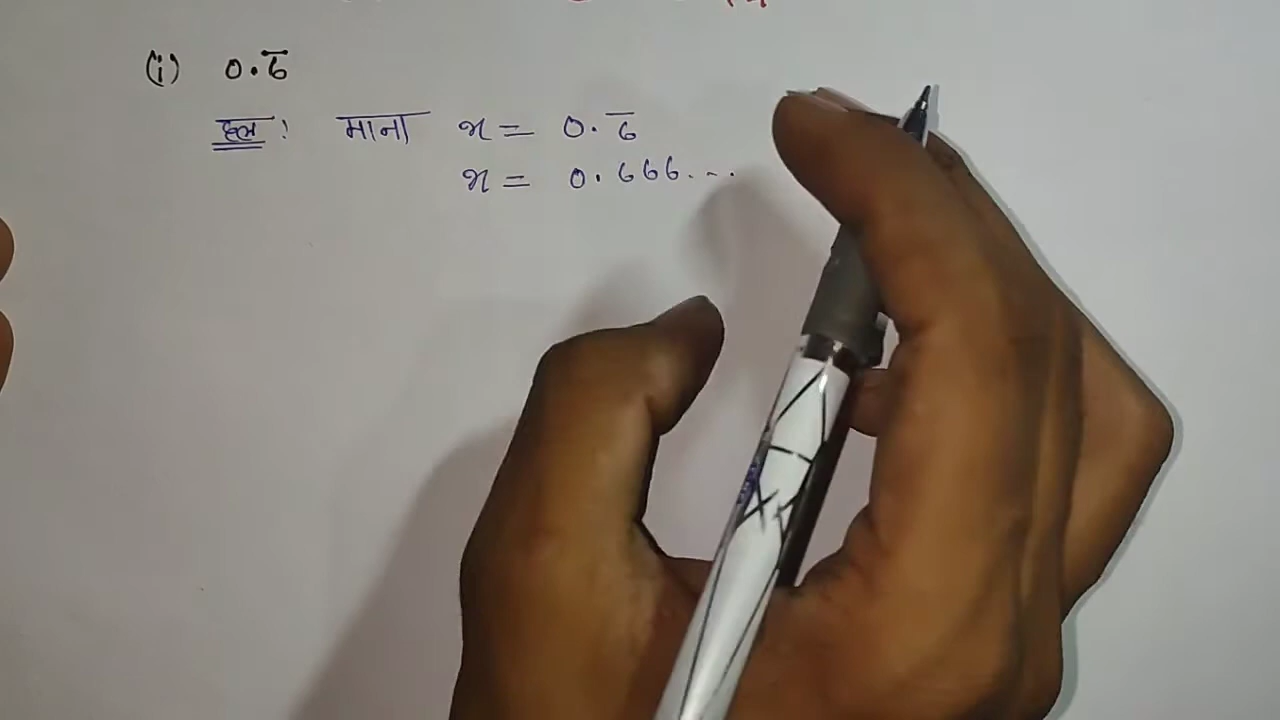 (i) 0.6̅
हल : माना x = 0.6̅
x = 0.666...